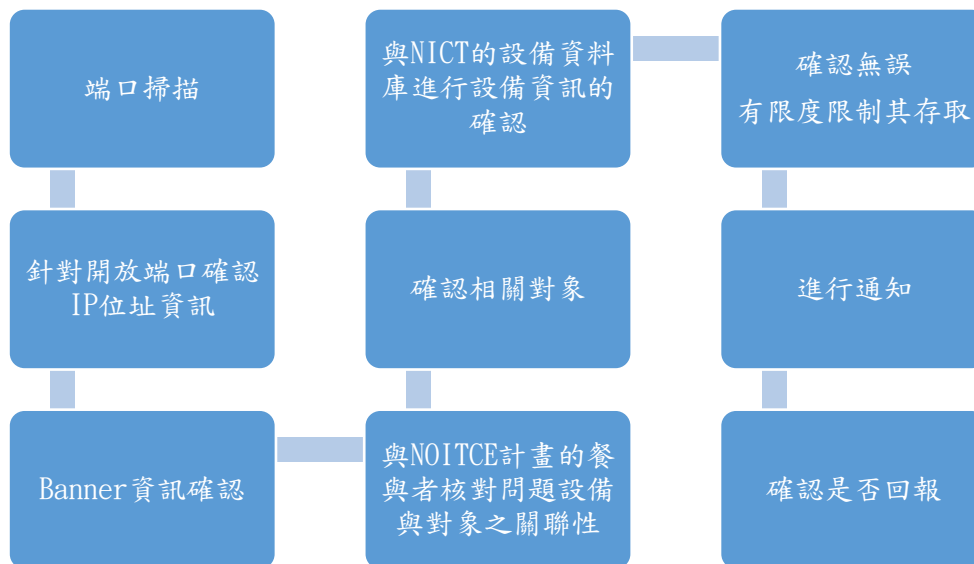 端口掃描
針對開放端口確認
IP位址資訊
Banner資訊確認
與NOITCE計畫的餐
與者核對問題設備
與對象之關聯性
確認相關對象
與NICT的設備資料
庫進行設備資訊的
確認
確認無誤
有限度限制其存取
進行通知
確認是否回報